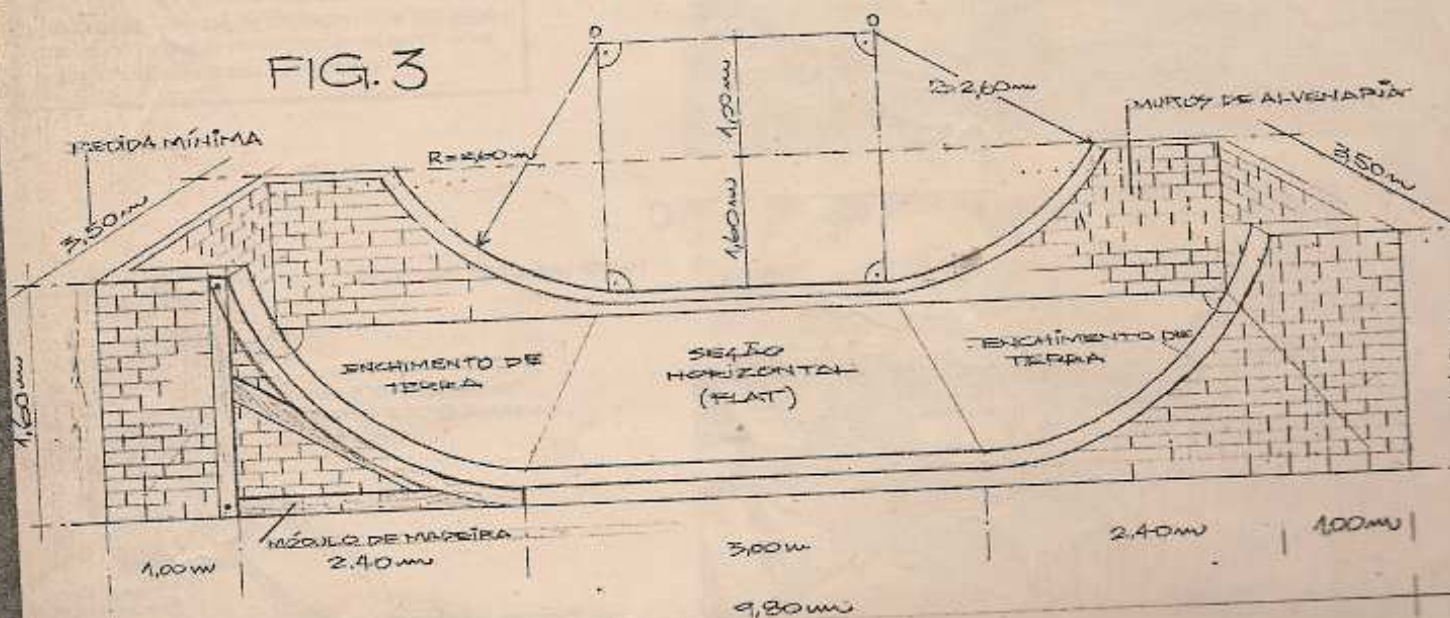 FIG. 3
O
O
MEDIDA MÍNIMA
3,50m
R=2,60m
1,00m
R=2,60m
MUROS DE ALVENARIA
3,50m
1,60m
1,60m
ENCHIMENTO DE
TERRA
SEÇÃO
HORIZONTAL
(FLAT)
ENCHIMENTO DE
TERRA
MÓDULO DE MADEIRA
1,00m
2.40m
3,00m
2.40m
1,00m
9,80m